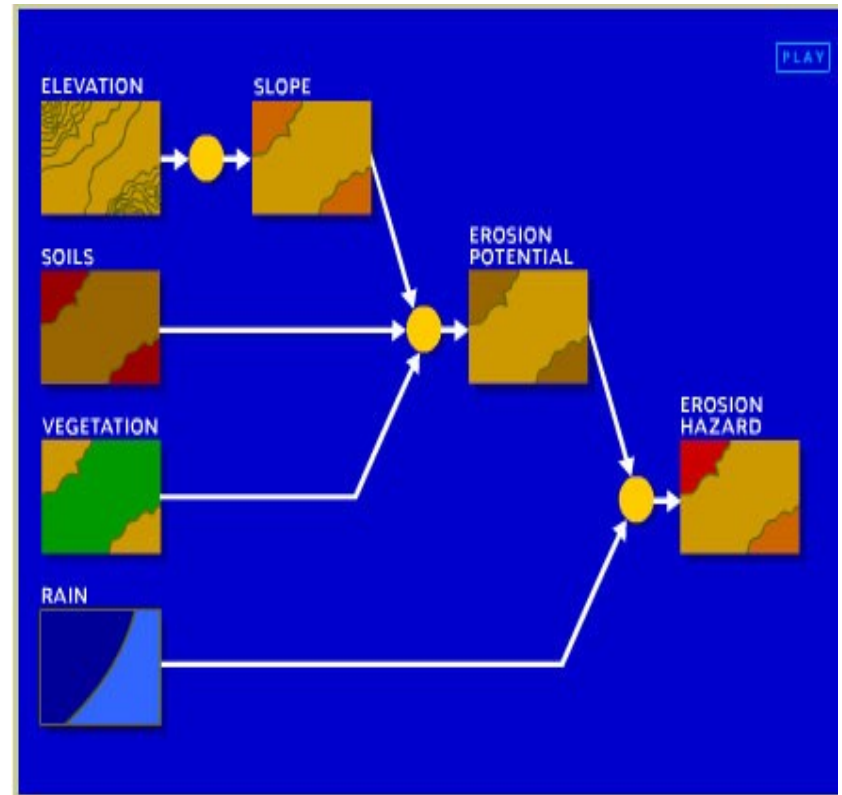 PLAY
ELEVATION
SLOPE
SOILS
EROSION
POTENTIAL
VEGETATION
EROSION
HAZARD
RAIN